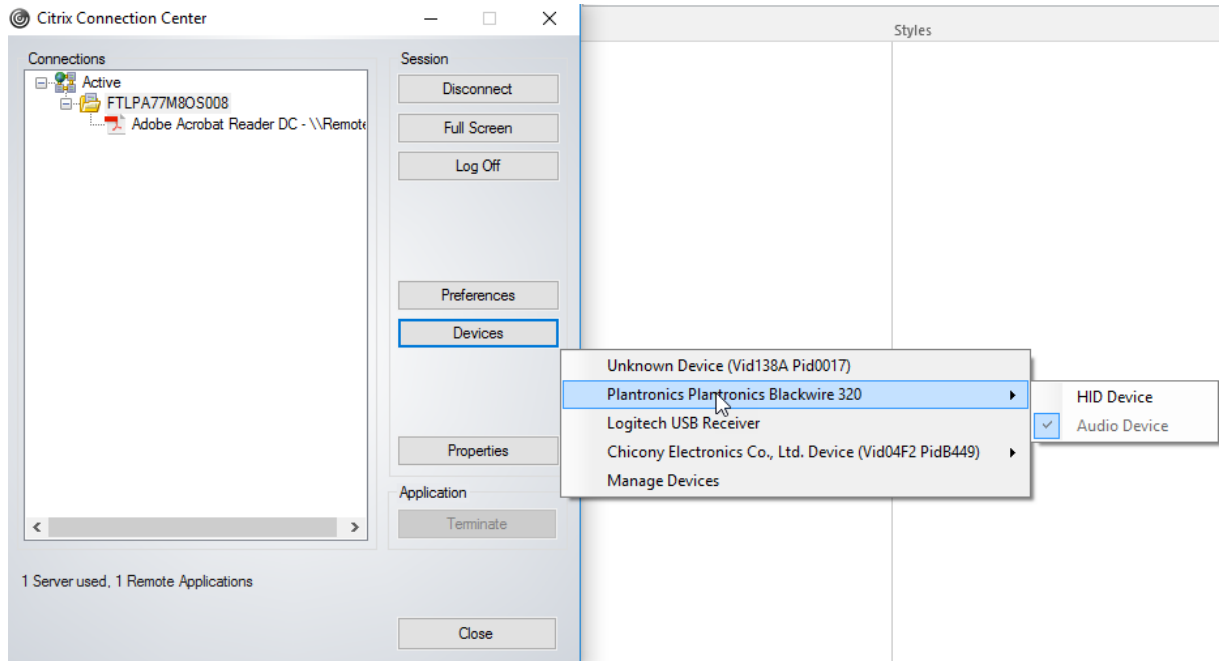 Citrix Connection Center
Styles
Connections
Active
FTLPA77M8OS008
Adobe Acrobat Reader DC - \\Remote
Session
Disconnect
Full Screen
Log Off
Preferences
Devices
Unknown Device (Vid138A Pid0017)
Plantronics Plantronics Blackwire 320
Logitech USB Receiver
Chicony Electronics Co., Ltd. Device (Vid04F2 PidB449)
Manage Devices
HID Device
Audio Device
Properties
Application
Terminate
1 Server used, 1 Remote Applications
Close